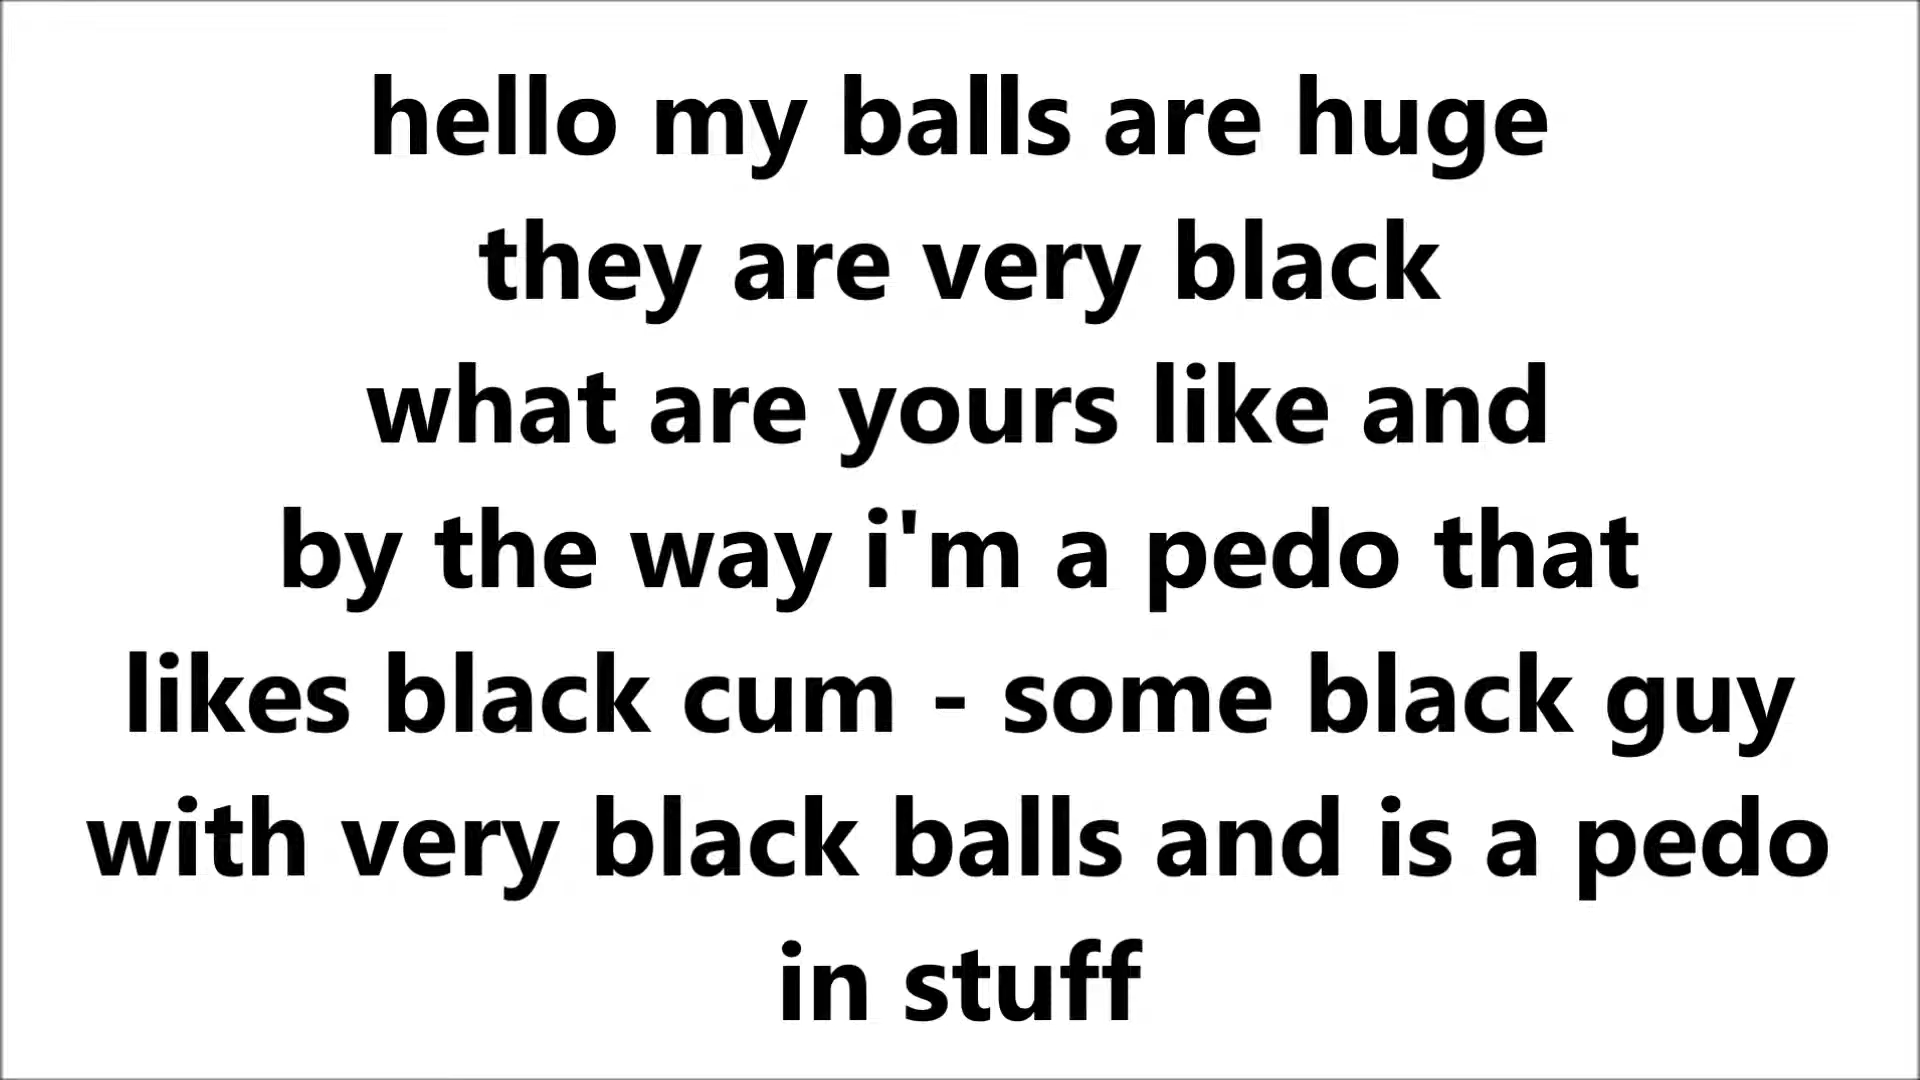 hello my balls are huge
they are very black
what are yours like and
by the way i'm a pedo that
likes black cum - some black guy
with very black balls and is a pedo
in stuff